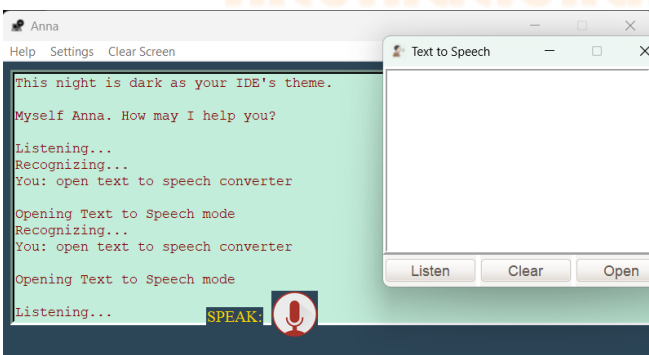 Anna
Help Settings Clear Screen
This night is dark as your IDE's theme.
Myself Anna. How may I help you?
Listening...
Recognizing...
You: open text to speech converter
Opening Text to Speech mode
Recognizing...
You: open text to speech converter
Opening Text to Speech mode
Listening...
SPEAK:
Text to Speech
Listen Clear Open